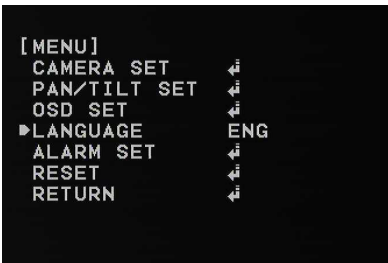 [MENU]
CAMERA SET ↲
PAN/TILT SET ↲
OSD SET ↲
▶LANGUAGE ENG
ALARM SET ↲
RESET ↲
RETURN ↲